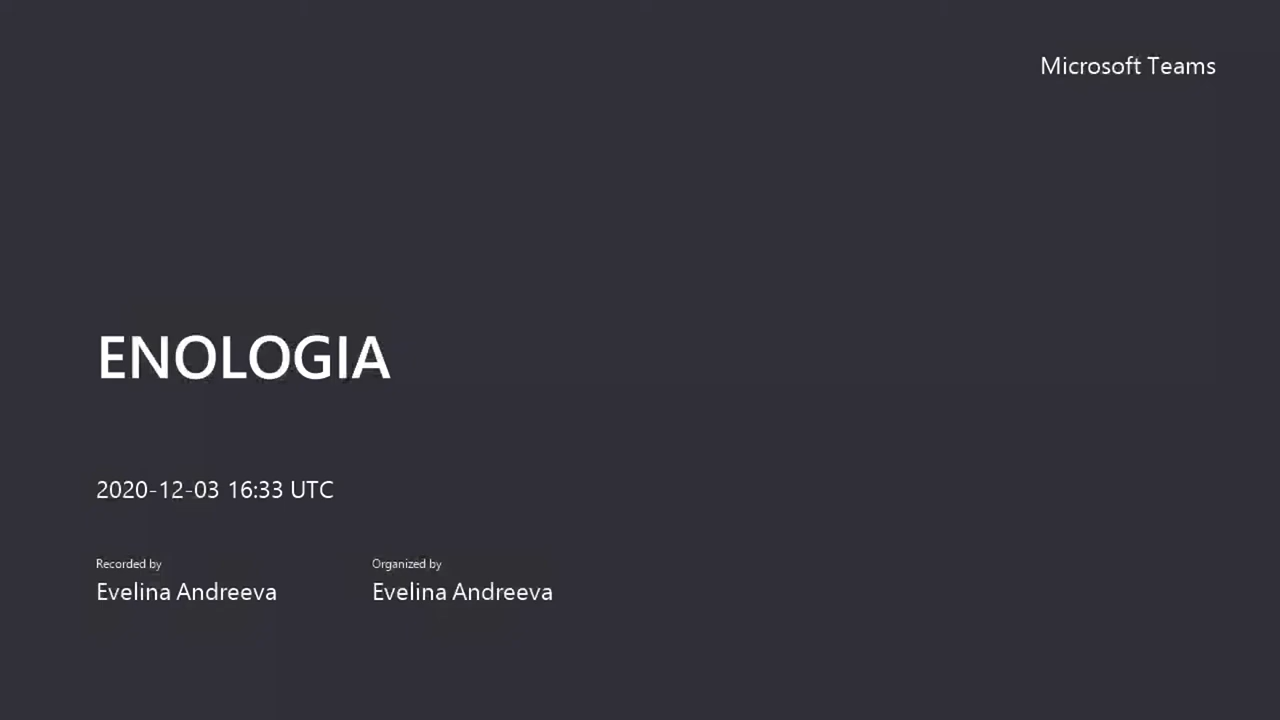 Microsoft Teams
ENOLOGIA
2020-12-03 16:33 UTC
Recorded by
Evelina Andreeva
Organized by
Evelina Andreeva